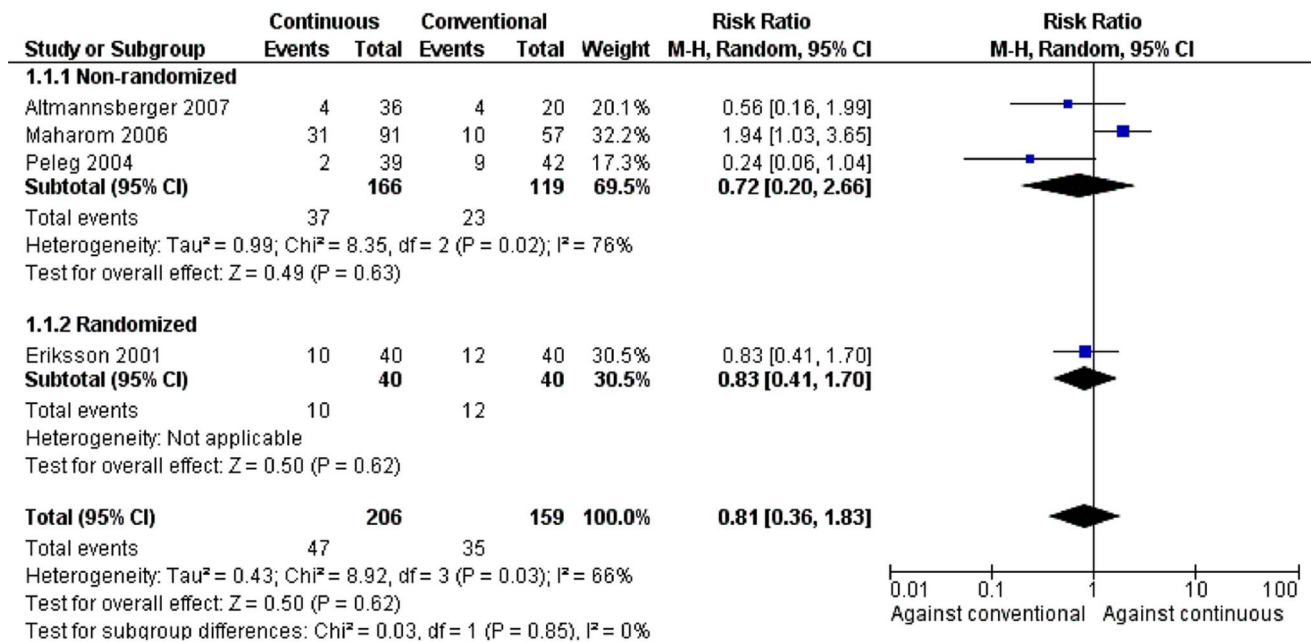 Continuous Conventional Risk Ratio Risk Ratio
Study or Subgroup Events Total Events Total Weight M-H, Random, 95% CI M-H, Random, 95% CI
1.1.1 Non-randomized
Altmannsberger 2007 4 36 4 20 20.1% 0.56 [0.16, 1.99]
Maharom 2006 31 91 10 57 32.2% 1.94 [1.03, 3.65]
Peleg 2004 2 39 9 42 17.3% 0.24 [0.06, 1.04]
Subtotal (95% CI) 166 119 69.5% 0.72 [0.20, 2.66]
Total events 37 23
Heterogeneity: Tau² = 0.99; Chi² = 8.35, df = 2 (P = 0.02); I² = 76%
Test for overall effect: Z = 0.49 (P = 0.63)
1.1.2 Randomized
Eriksson 2001 10 40 12 40 30.5% 0.83 [0.41, 1.70]
Subtotal (95% CI) 40 40 30.5% 0.83 [0.41, 1.70]
Total events 10 12
Heterogeneity: Not applicable
Test for overall effect: Z = 0.50 (P = 0.62)
Total (95% CI) 206 159 100.0% 0.81 [0.36, 1.83]
Total events 47 35
Heterogeneity: Tau² = 0.43; Chi² = 8.92, df = 3 (P = 0.03); I² = 66%
Test for overall effect: Z = 0.50 (P = 0.62)
Test for subgroup differences: Chi² = 0.03, df = 1 (P = 0.85), I² = 0%
0.01 0.1 1 10 100
Against conventional Against continuous